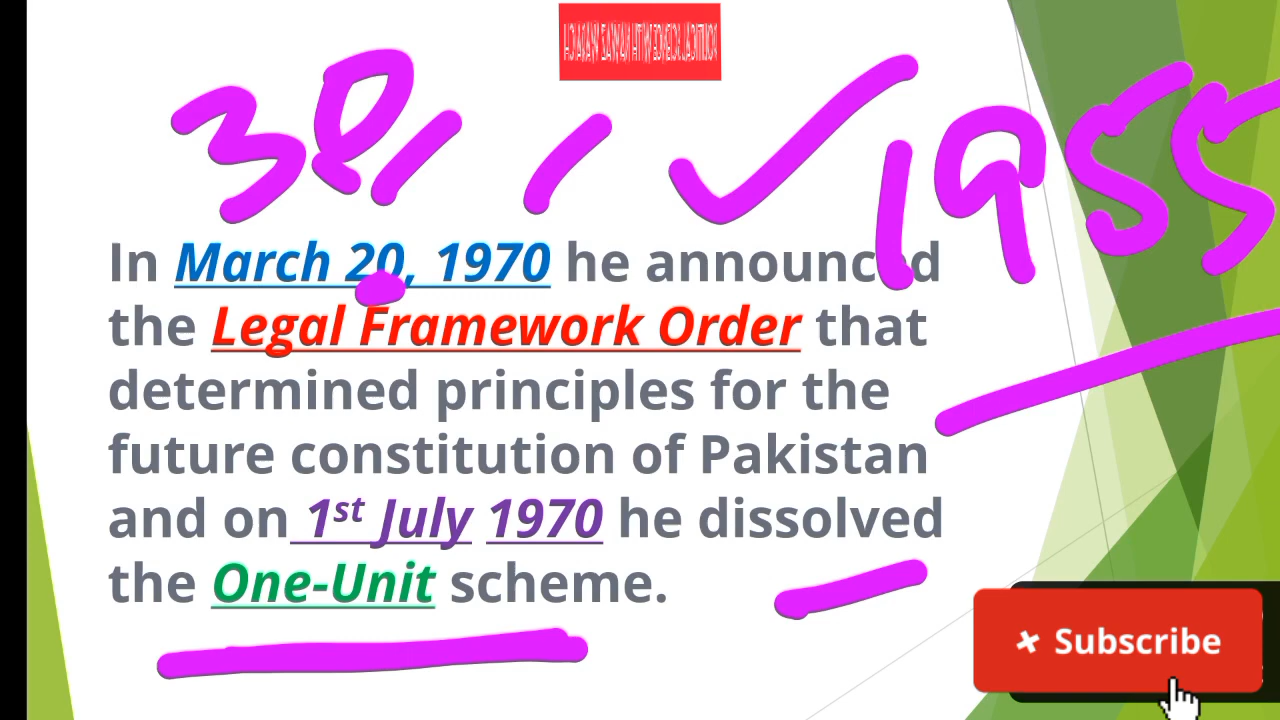 38,
1955
In March 20, 1970 he announced
the Legal Framework Order that
determined principles for the
future constitution of Pakistan
and on 1st July 1970 he dissolved
the One-Unit scheme.
Subscribe